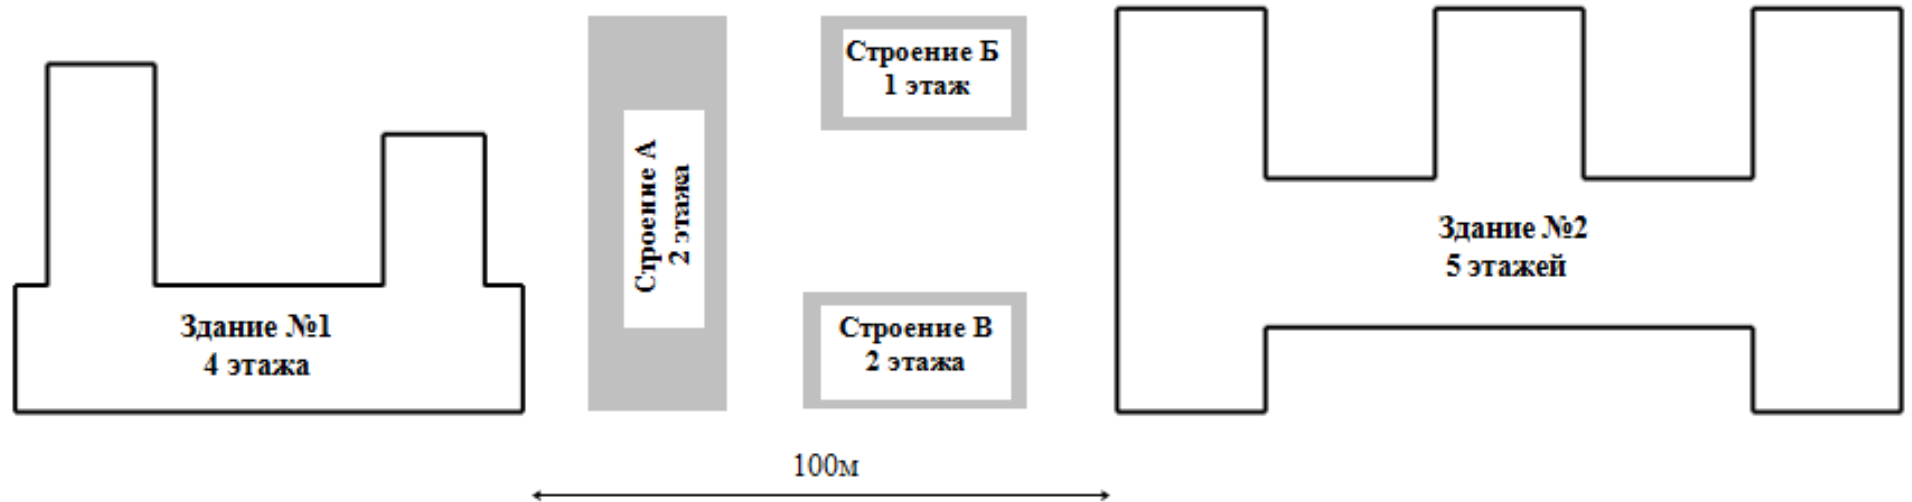 Здание №1
4 этажа
Строение А
2 этажа
Строение Б
1 этаж
Строение В
2 этажа
Здание №2
5 этажей
100м